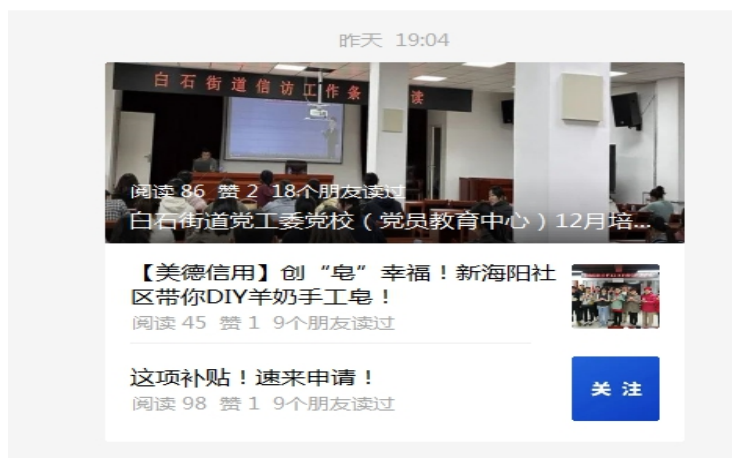 昨天 19:04
白石街道信访工作条
读
阅读 86 赞 2 18个朋友读过
白石街道党工委党校（党员教育中心）12月培...
【美德信用】创“皂”幸福！新海阳社
区带你DIY羊奶手工皂！
阅读 45 赞 1 9个朋友读过
这项补贴！速来申请！
关注
阅读 98 赞 1 9个朋友读过